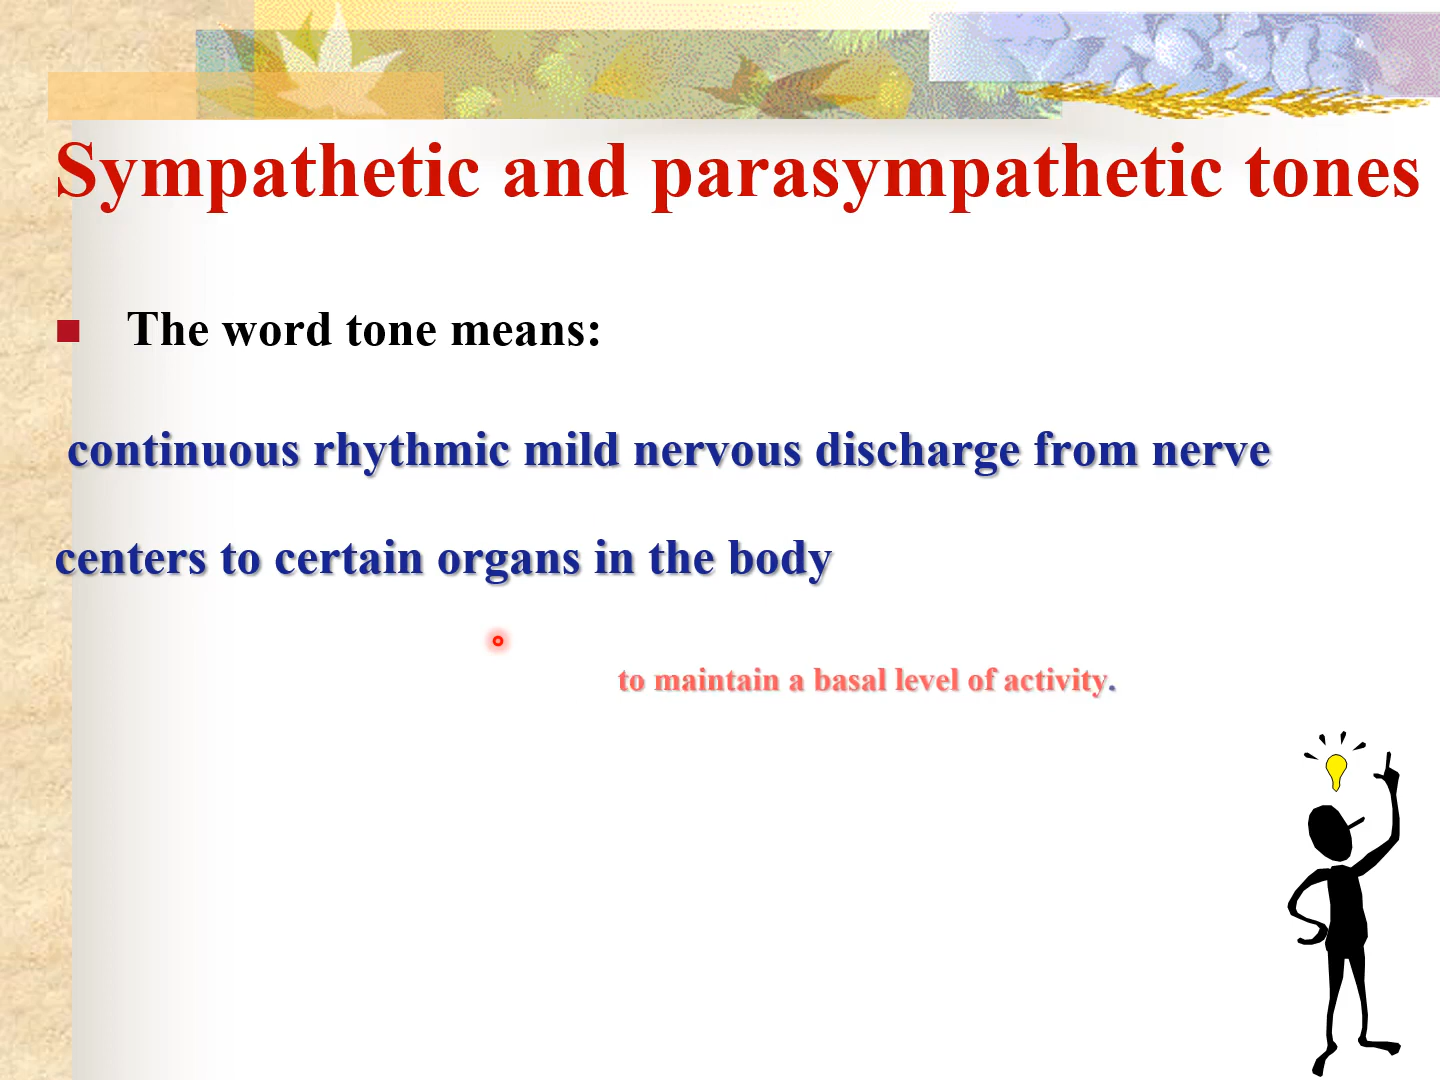 Sympathetic and parasympathetic tones
The word tone means:
continuous rhythmic mild nervous discharge from nerve
centers to certain organs in the body
to maintain a basal level of activity.